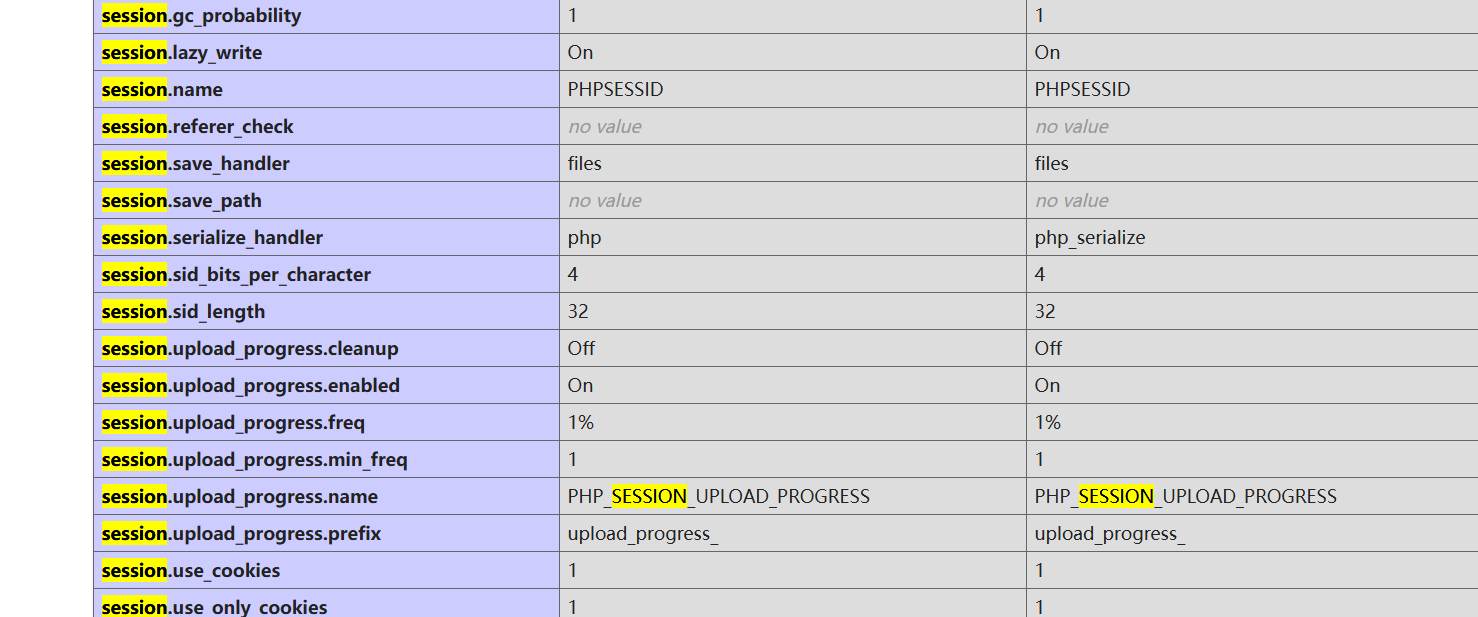 session.gc_probability 1 1
session.lazy_write On On
session.name PHPSESSID PHPSESSID
session.referer_check no value no value
session.save_handler files files
session.save_path no value no value
session.serialize_handler php php_serialize
session.sid_bits_per_character 4 4
session.sid_length 32 32
session.upload_progress.cleanup Off Off
session.upload_progress.enabled On On
session.upload_progress.freq 1% 1%
session.upload_progress.min_freq 1 1
session.upload_progress.name PHP_SESSION_UPLOAD_PROGRESS PHP_SESSION_UPLOAD_PROGRESS
session.upload_progress.prefix upload_progress_ upload_progress_
session.use_cookies 1 1
session.use_only_cookies 1 1